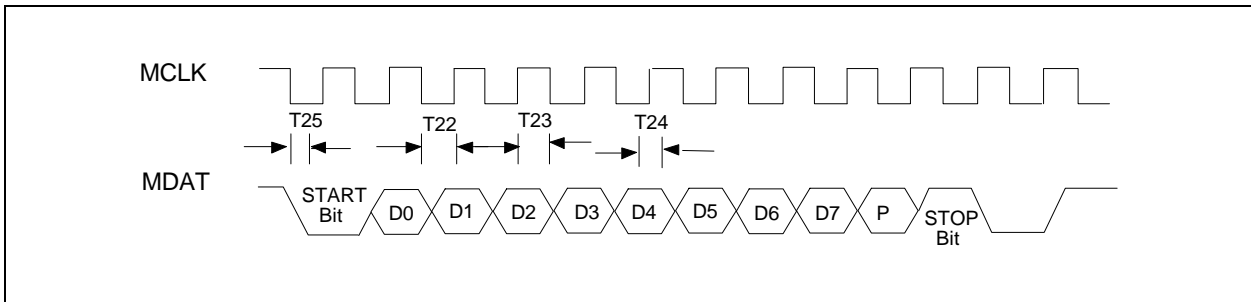 MCLK
T25
T22
T23
T24
MDAT
START
Bit
D0
D1
D2
D3
D4
D5
D6
D7
P
STOP
Bit